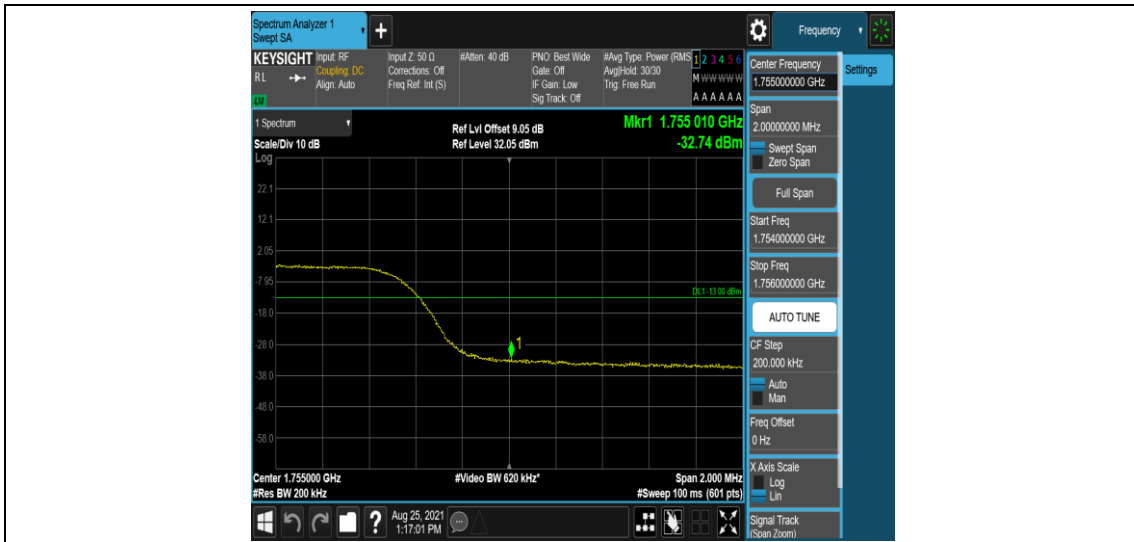 Spectrum Analyzer 1
Swept SA
+
Frequency
KEYSIGHT
RL
LXI
Input: RF
Coupling: DC
Align: Auto
Input Z: 50 Ω
Corrections: Off
Freq Ref: Int (S)
#Atten: 40 dB
PNO: Best Wide
Gate: Off
IF Gain: Low
Sig Track: Off
#Avg Type: Power (RMS
Avg|Hold: 30/30
Trig: Free Run
1 2 3 4 5 6
M W W W W W
A A A A A A
1 Spectrum
Scale/Div 10 dB
Ref Lvl Offset 9.05 dB
Ref Level 32.05 dBm
Mkr1 1.755 010 GHz
-32.74 dBm
Log
22.1
12.1
2.05
-7.95
-18.0
-28.0
-38.0
-48.0
-58.0
DL1 -13.00 dBm
1
Center 1.755000 GHz
#Res BW 200 kHz
#Video BW 620 kHz*
Span 2.000 MHz
#Sweep 100 ms (601 pts)
?
Aug 25, 2021
1:17:01 PM
Center Frequency
1.755000000 GHz
Settings
Span
2.00000000 MHz
Swept Span
Zero Span
Full Span
Start Freq
1.754000000 GHz
Stop Freq
1.756000000 GHz
AUTO TUNE
CF Step
200.000 kHz
Auto
Man
Freq Offset
0 Hz
X Axis Scale
Log
Lin
Signal Track
(Span Zoom)